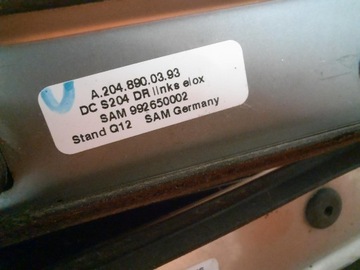 A.204.890.03.93
DC S204 DR links elox
SAM 992650002
Stand Q12 SAM Germany